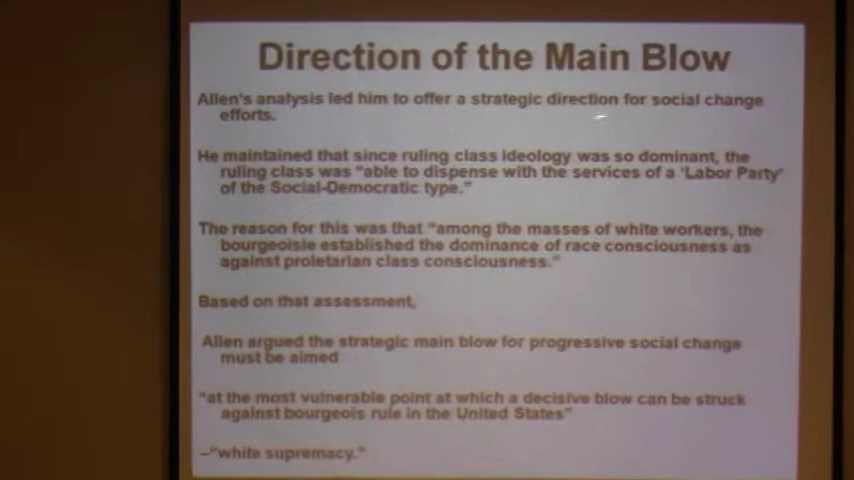 Direction of the Main Blow
Allen's analysis led him to offer a strategic direction for social change
efforts.
He maintained that since ruling class ideology was so dominant, the
ruling class was "able to dispense with the services of a 'Labor Party'
of the Social-Democratic type."
The reason for this was that "among the masses of white workers, the
bourgeoisie established the dominance of race consciousness as
against proletarian class consciousness."
Based on that assessment,
Allen argued the strategic main blow for progressive social change
must be aimed
"at the most vulnerable point at which a decisive blow can be struck
against bourgeois rule in the United States"
–"white supremacy."